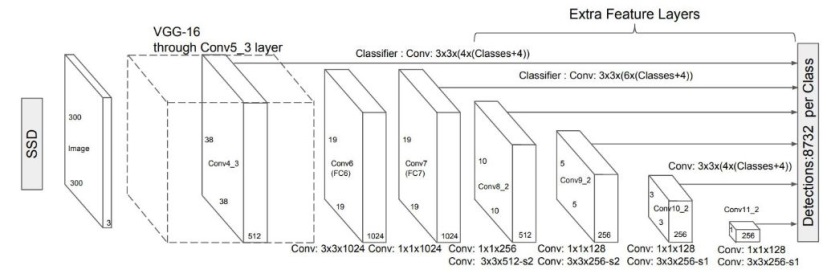 Extra Feature Layers
VGG-16
through Conv5_3 layer
Classifier : Conv: 3x3x(4x(Classes+4))
Classifier : Conv: 3x3x(6x(Classes+4))
SSD
300
Image
300
3
38
Conv4_3
38
512
19
Conv6
(FC6)
19
1024
19
Conv7
(FC7)
19
1024
10
Conv8_2
10
512
5
Conv9_2
5
256
Conv: 3x3x(4x(Classes+4))
3
Conv10_2
3
256
Conv11_2
1
256
Detections:8732 per Class
Conv: 3x3x1024
Conv: 1x1x1024
Conv: 1x1x256
Conv: 3x3x512-s2
Conv: 1x1x128
Conv: 3x3x256-s2
Conv: 1x1x128
Conv: 3x3x256-s1
Conv: 1x1x128
Conv: 3x3x256-s1